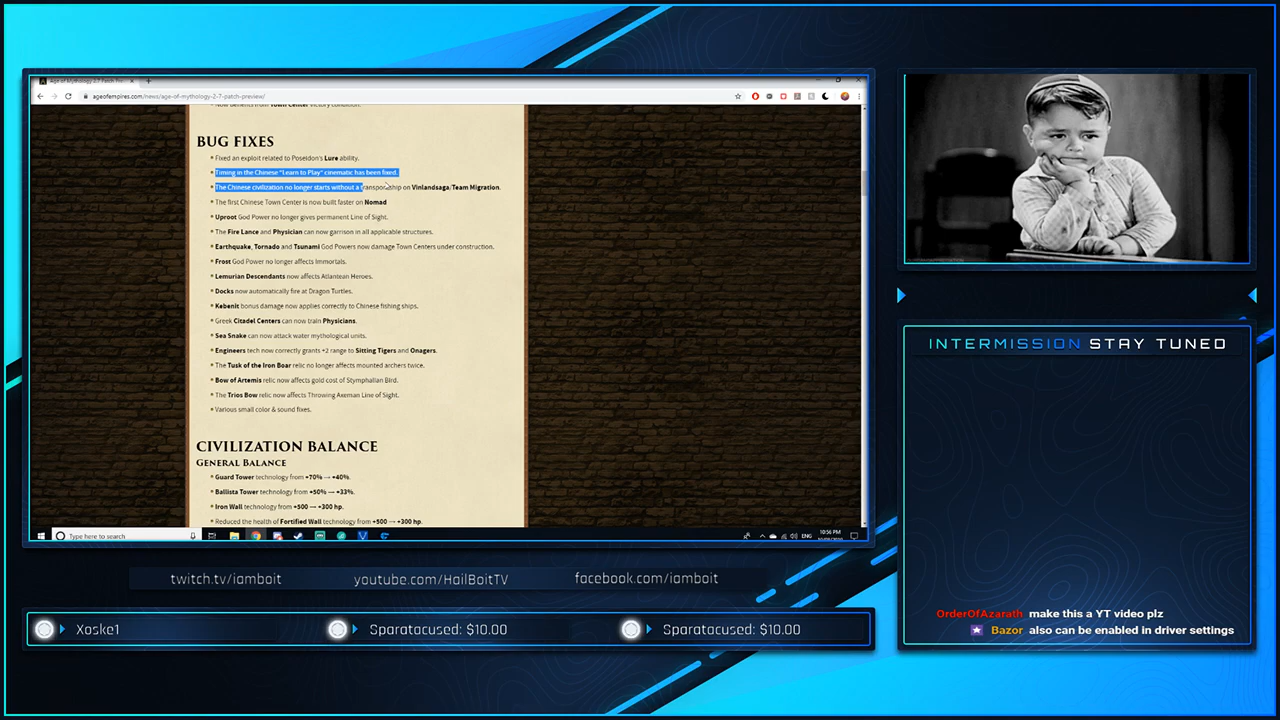 Age of Mythology 2.7 Patch Pre
ageofempires.com/news/age-of-mythology-2-7-patch-preview/
Now benefits from Town Center victory condition.
BUG FIXES
Fixed an exploit related to Poseidon's Lure ability.
Timing in the Chinese "Learn to Play" cinematic has been fixed.
The Chinese civilization no longer starts without a transport ship on Vinlandsaga/Team Migration.
The first Chinese Town Center is now built faster on Nomad
Uproot God Power no longer gives permanent Line of Sight.
The Fire Lance and Physician can now garrison in all applicable structures.
Earthquake, Tornado and Tsunami God Powers now damage Town Centers under construction.
Frost God Power no longer affects Immortals.
Lemurian Descendants now affects Atlantean Heroes.
Docks now automatically fire at Dragon Turtles.
Kebenit bonus damage now applies correctly to Chinese fishing ships.
Greek Citadel Centers can now train Physicians.
Sea Snake can now attack water mythological units.
Engineers tech now correctly grants +2 range to Sitting Tigers and Onagers.
The Tusk of the Iron Boar relic no longer affects mounted archers twice.
Bow of Artemis relic now affects gold cost of Stymphalian Bird.
The Trios Bow relic now affects Throwing Axeman Line of Sight.
Various small color & sound fixes.
CIVILIZATION BALANCE
GENERAL BALANCE
Guard Tower technology from +70% → +40%.
Ballista Tower technology from +50% → +33%.
Iron Wall technology from +500 → +300 hp.
Reduced the health of Fortified Wall technology from +500 → +300 hp.
Type here to search
ENG
10:56 PM
INTERMISSION STAY TUNED
OrderOfAzarath make this a YT video plz
Bazor also can be enabled in driver settings
twitch.tv/iamboit
youtube.com/HailBoitTV
facebook.com/iamboit
Xaske1
Sparatacused: $10.00
Sparatacused: $10.00